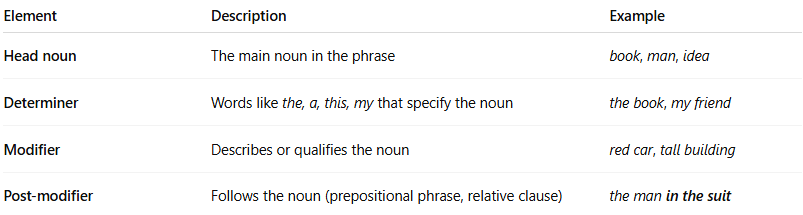 Element Description Example
Head noun The main noun in the phrase book, man, idea
Determiner Words like the, a, this, my that specify the noun the book, my friend
Modifier Describes or qualifies the noun red car, tall building
Post-modifier Follows the noun (prepositional phrase, relative clause) the man in the suit